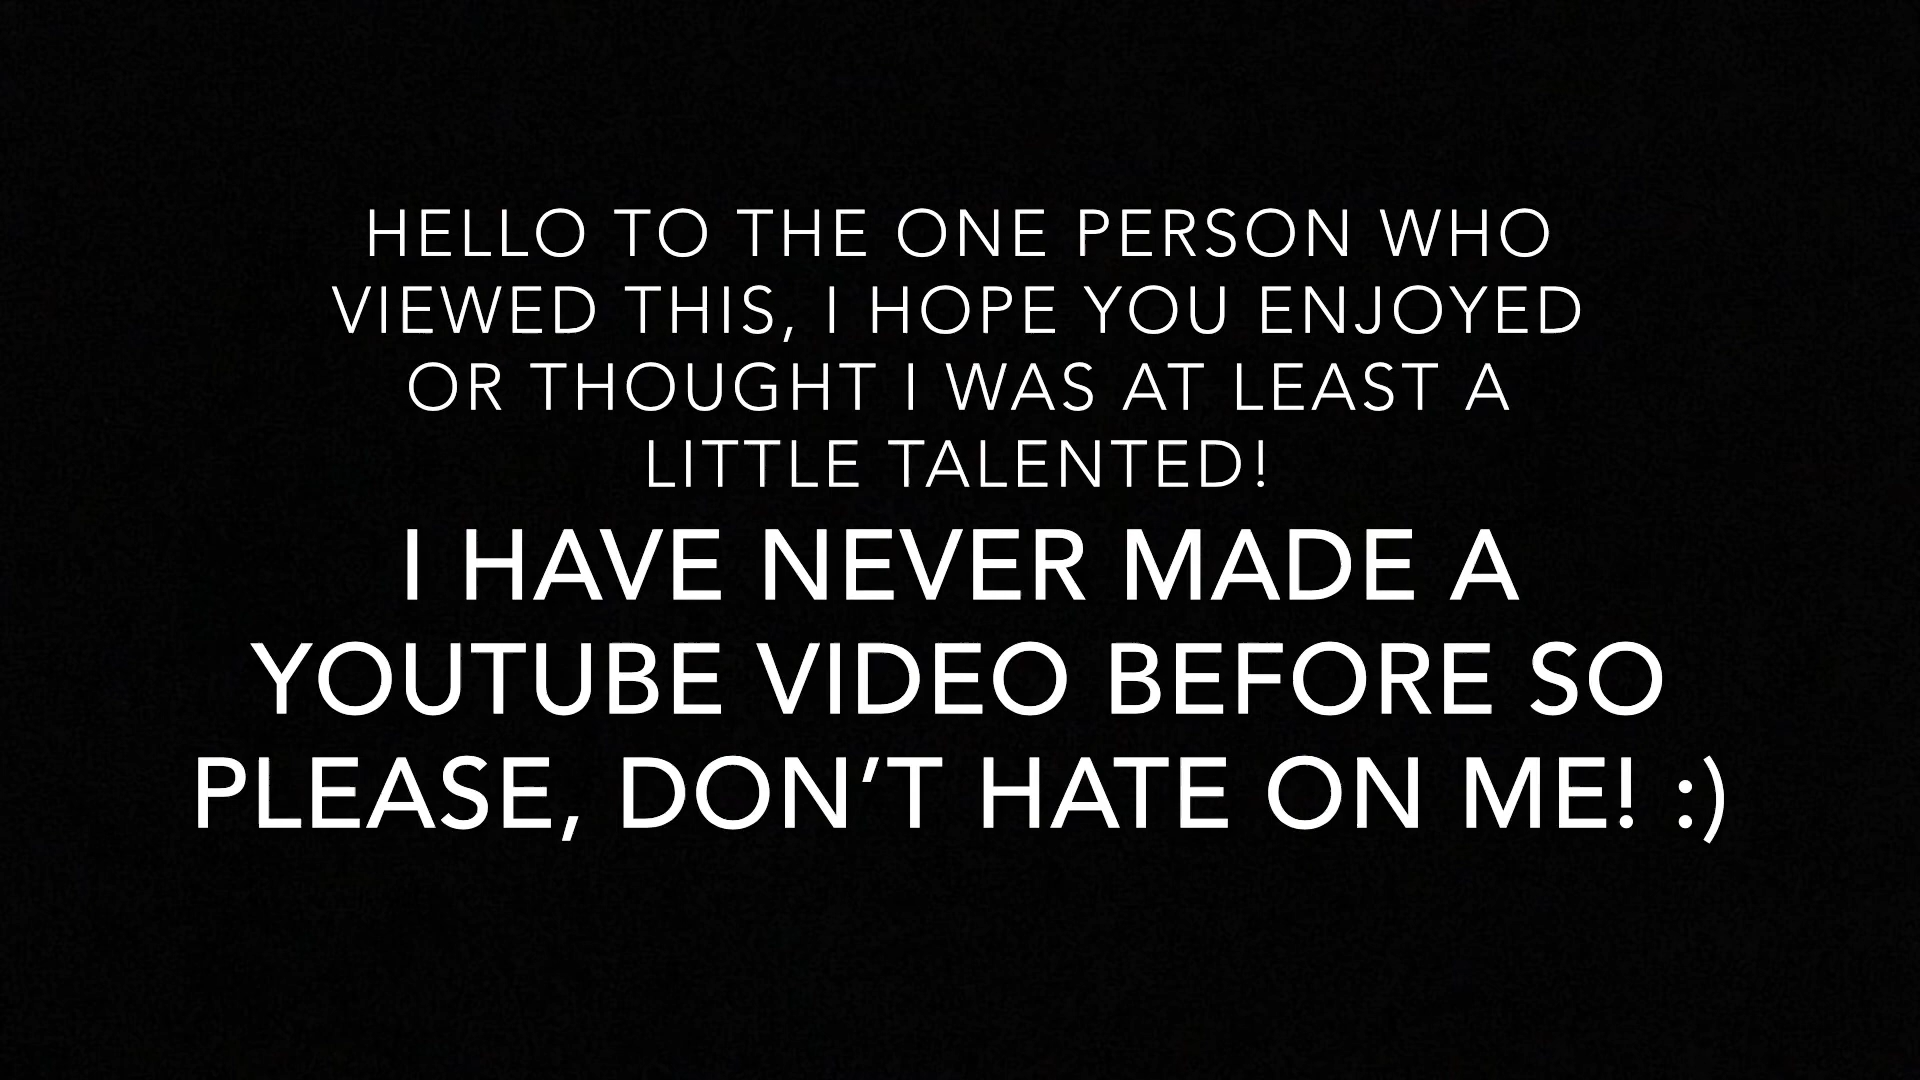 HELLO TO THE ONE PERSON WHO
VIEWED THIS, I HOPE YOU ENJOYED
OR THOUGHT I WAS AT LEAST A
LITTLE TALENTED!
I HAVE NEVER MADE A
YOUTUBE VIDEO BEFORE SO
PLEASE, DON’T HATE ON ME! :)